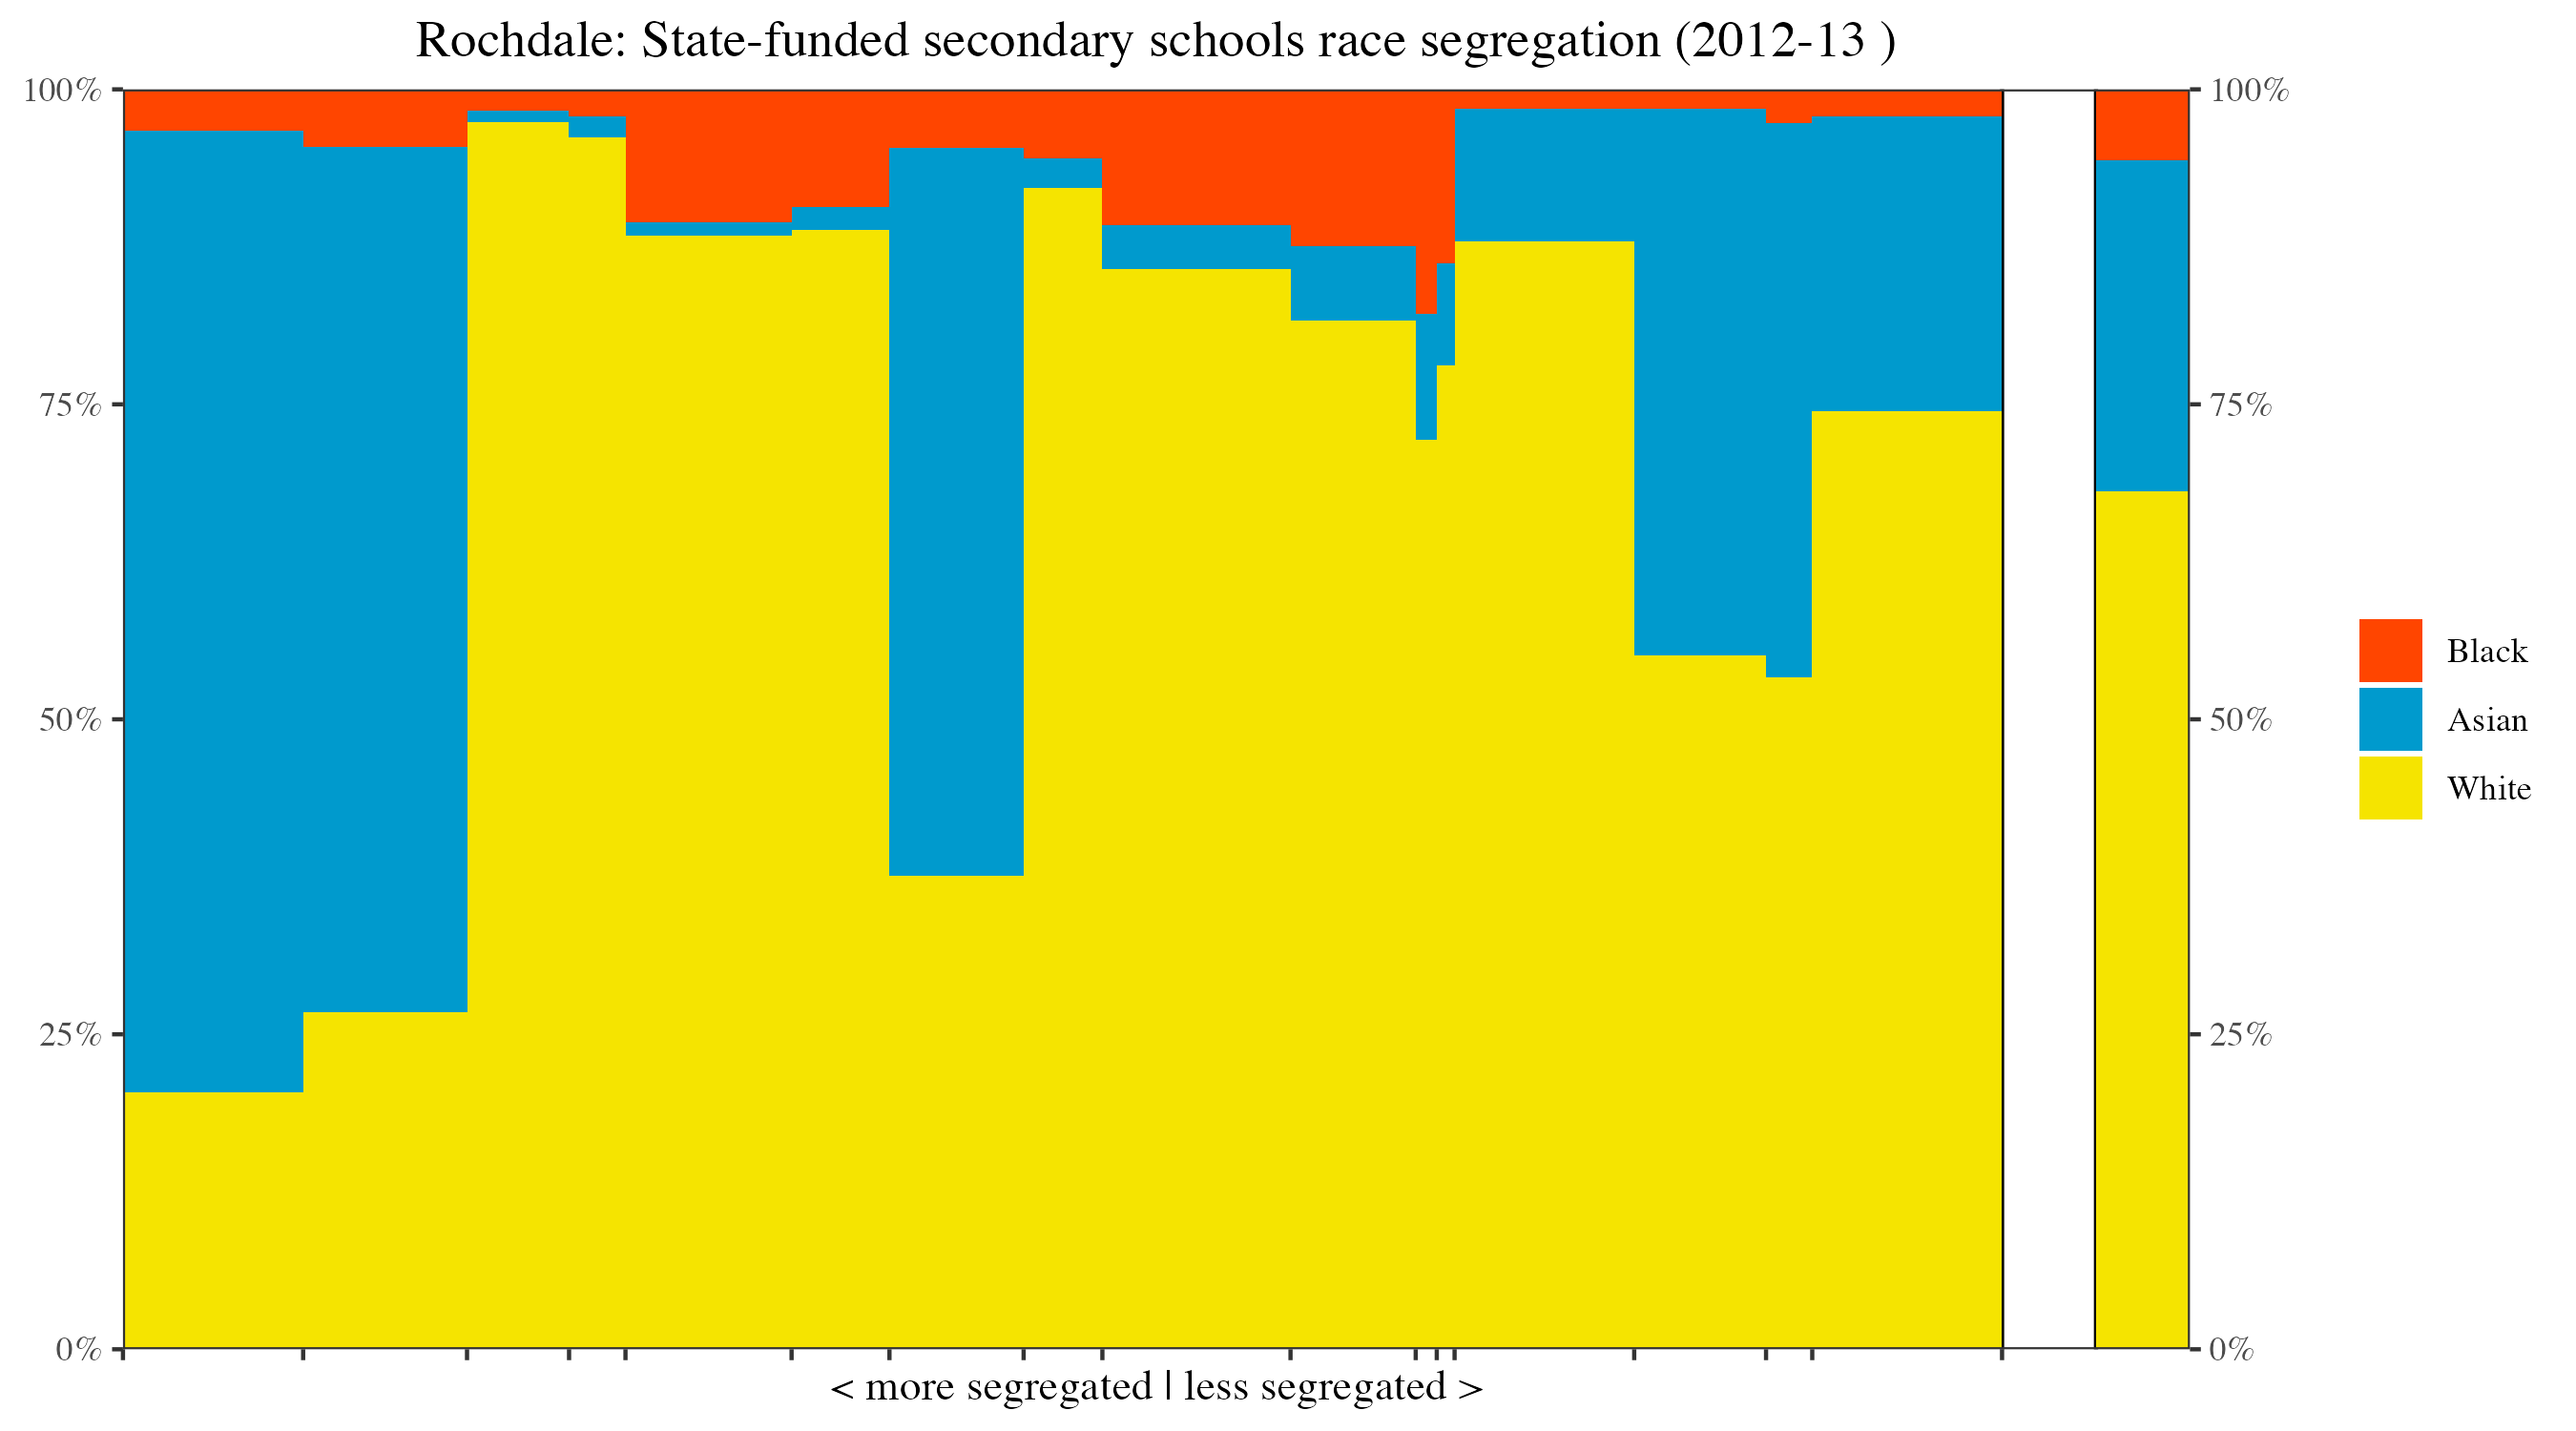 Rochdale: State-funded secondary schools race segregation (2012-13 )
100%
75%
50%
25%
0%
100%
75%
50%
25%
0%
Black
Asian
White
< more segregated | less segregated >